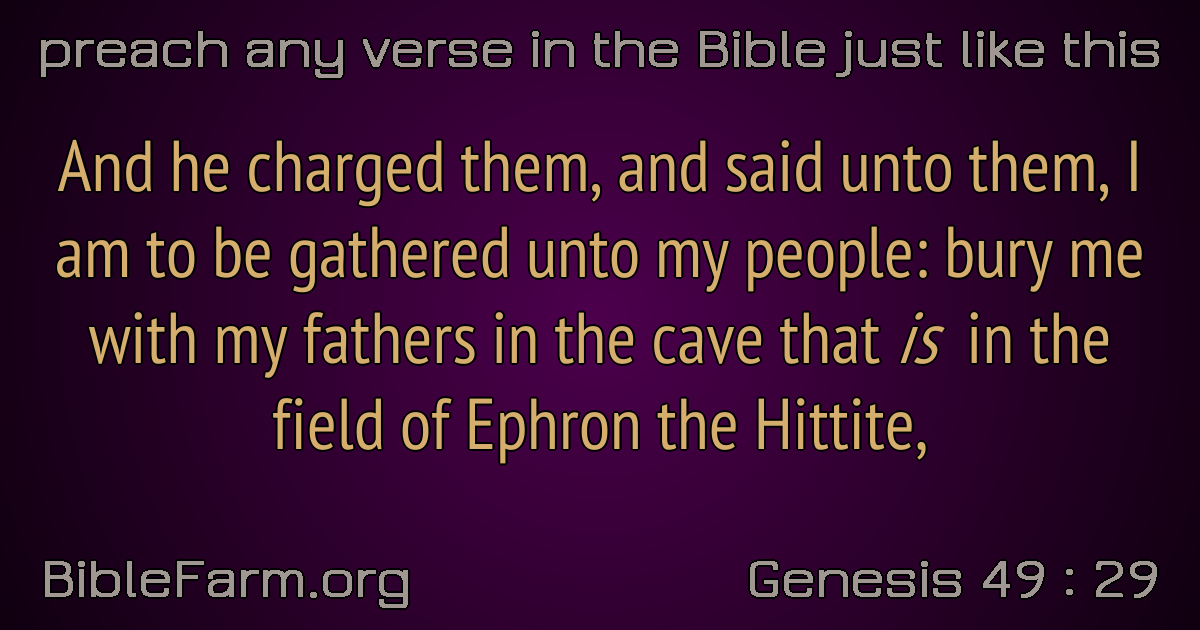 preach any verse in the Bible just like this
And he charged them, and said unto them, I
am to be gathered unto my people: bury me
with my fathers in the cave that is in the
field of Ephron the Hittite,
BibleFarm.org
Genesis 49 : 29